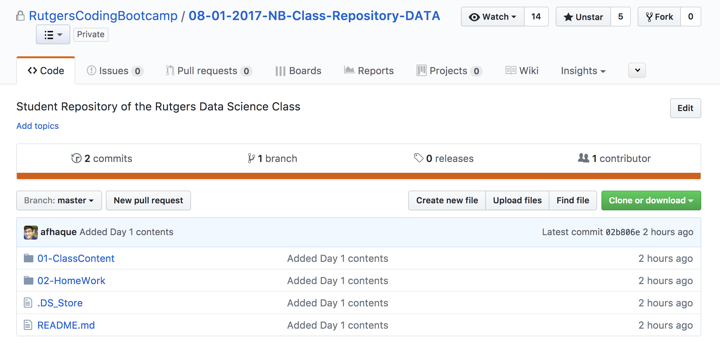 RutgersCodingBootcamp / 08-01-2017-NB-Class-Repository-DATA
Watch 14 Unstar 5 Fork 0
Private
<> Code Issues 0 Pull requests 0 Boards Reports Projects 0 Wiki Insights
Student Repository of the Rutgers Data Science Class
Edit
Add topics
2 commits 1 branch 0 releases 1 contributor
Branch: master New pull request Create new file Upload files Find file Clone or download
afhaque Added Day 1 contents Latest commit 02b806e 2 hours ago
01-ClassContent Added Day 1 contents 2 hours ago
02-HomeWork Added Day 1 contents 2 hours ago
.DS_Store Added Day 1 contents 2 hours ago
README.md Added Day 1 contents 2 hours ago